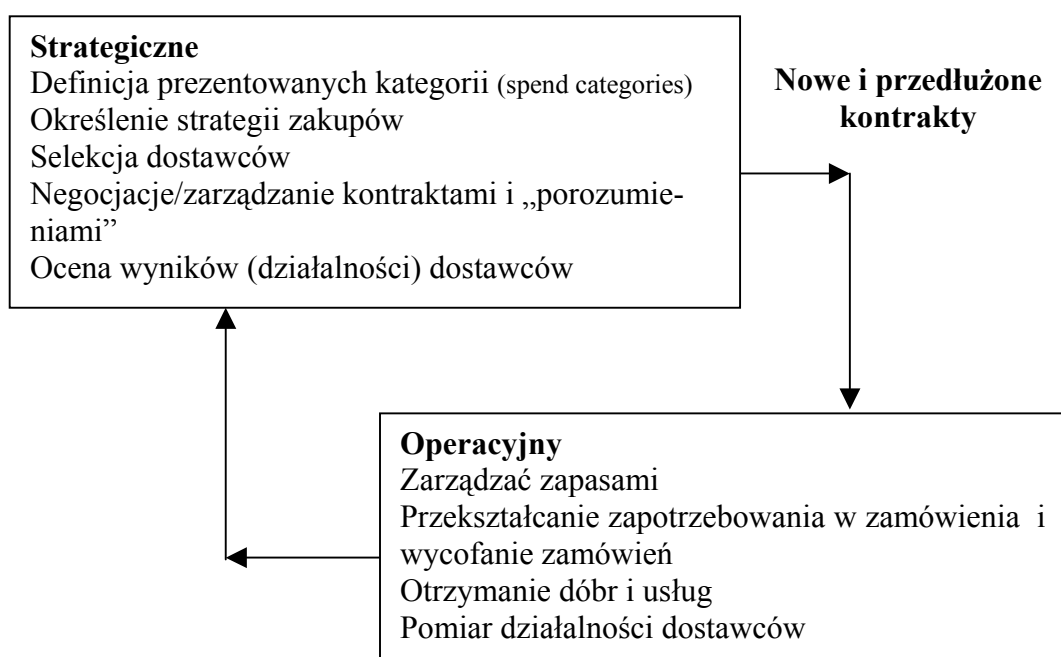 Strategiczne
Definicja prezentowanych kategorii (spend categories)
Określenie strategii zakupów
Selekcja dostawców
Negocjacje/zarządzanie kontraktami i „porozumie-
niami”
Ocena wyników (działalności) dostawców
Nowe i przedłużone
kontrakty
Operacyjny
Zarządzać zapasami
Przekształcanie zapotrzebowania w zamówienia i
wycofanie zamówień
Otrzymanie dóbr i usług
Pomiar działalności dostawców